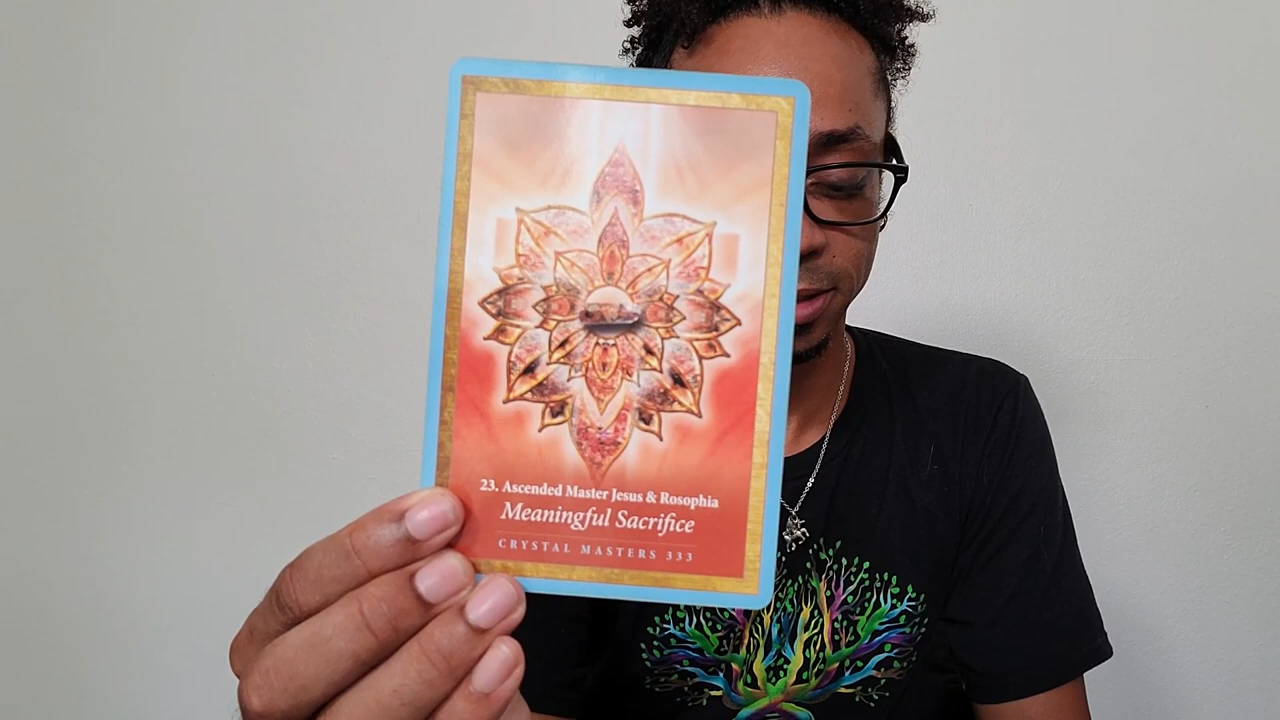 23. Ascended Master Jesus & Rosophia
Meaningful Sacrifice
CRYSTAL MASTERS 333